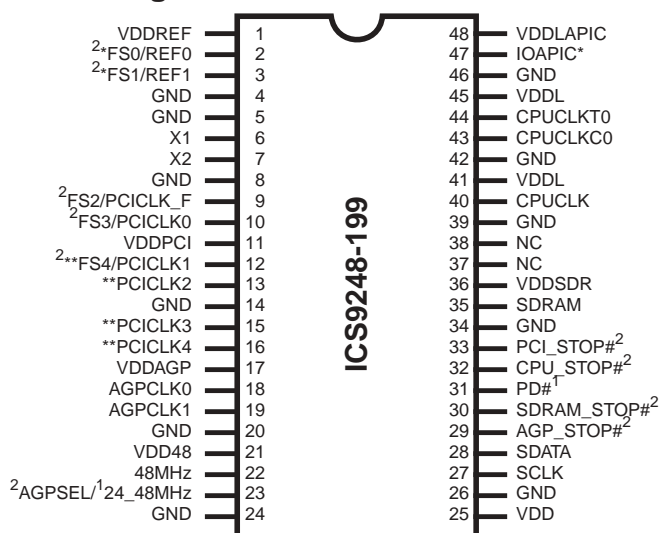 VDDREF 1 48 VDDLAPIC
2*FS0/REF0 2 47 IOAPIC*
2*FS1/REF1 3 46 GND
GND 4 45 VDDL
GND 5 44 CPUCLKT0
X1 6 43 CPUCLKC0
X2 7 42 GND
GND 8 41 VDDL
2FS2/PCICLK_F 9 40 CPUCLK
2FS3/PCICLK0 10 39 GND
VDDPCI 11 38 NC
2**FS4/PCICLK1 12 37 NC
**PCICLK2 13 36 VDDSDR
GND 14 35 SDRAM
**PCICLK3 15 34 GND
**PCICLK4 16 33 PCI_STOP#2
VDDAGP 17 32 CPU_STOP#2
AGPCLK0 18 31 PD#1
AGPCLK1 19 30 SDRAM_STOP#2
GND 20 29 AGP_STOP#2
VDD48 21 28 SDATA
48MHz 22 27 SCLK
2AGPSEL/124_48MHz 23 26 GND
GND 24 25 VDD
ICS9248-199